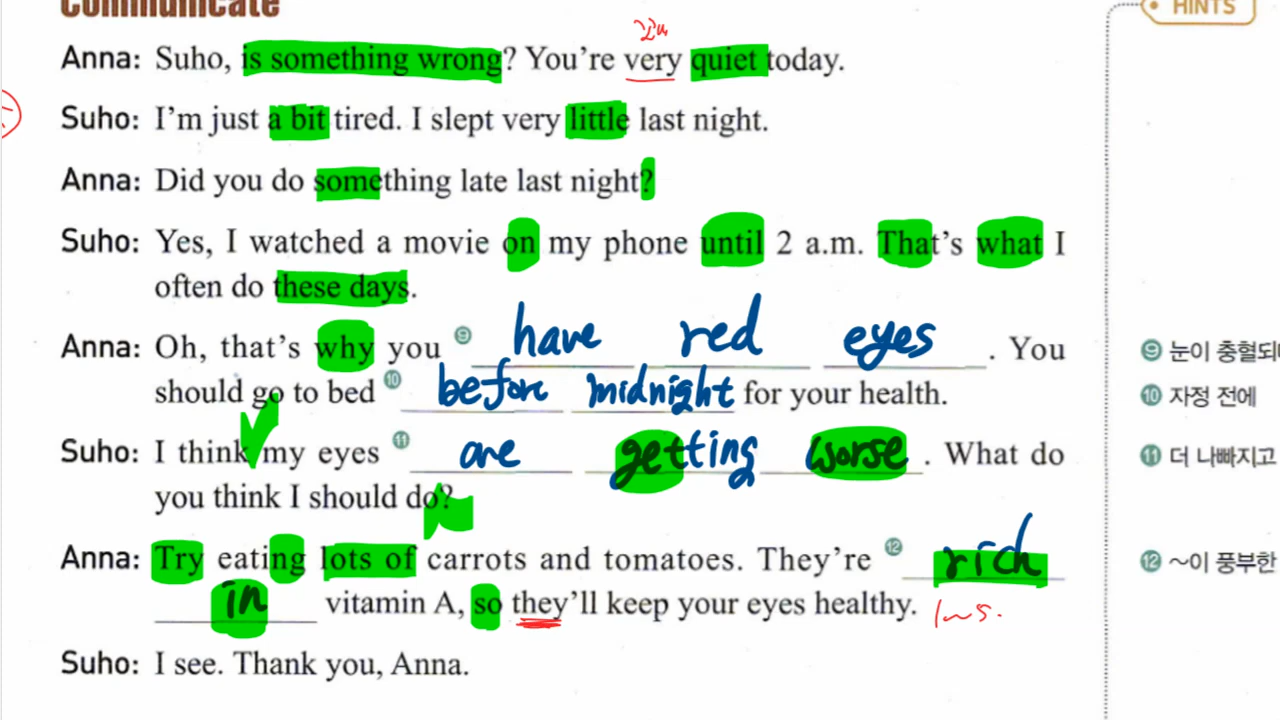 Communicate
HINTS
Anna: Suho, is something wrong? You're very quiet today.
Suho: I'm just a bit tired. I slept very little last night.
Anna: Did you do something late last night?
Suho: Yes, I watched a movie on my phone until 2 a.m. That's what I
often do these days.
Anna: Oh, that's why you ⑨ have red eyes. You
should go to bed ⑩ before midnight for your health.
Suho: I think my eyes ⑪ are getting worse. What do
you think I should do?
Anna: Try eating lots of carrots and tomatoes. They're ⑫ rich
in vitamin A, so they'll keep your eyes healthy.
Suho: I see. Thank you, Anna.
⑨ 눈이
⑩ 자정 전에
⑪ 더 나빠지고
⑫ ~이 풍부한